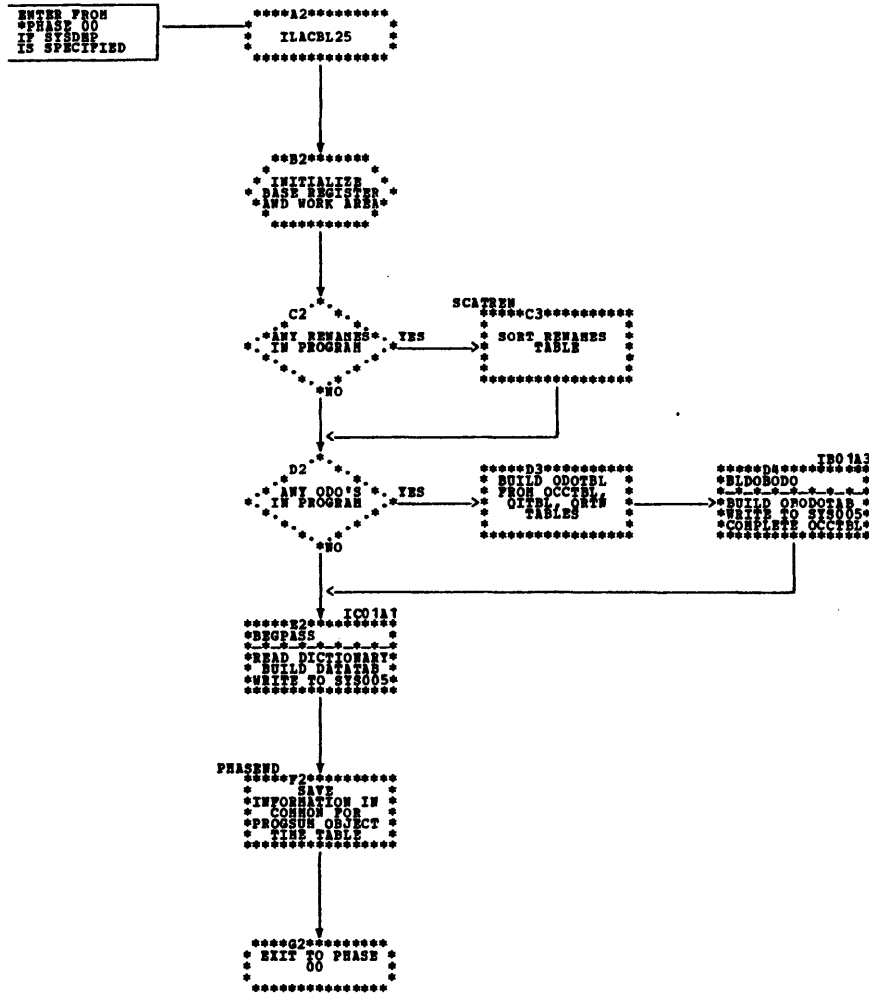 ENTER FROM
*PHASE 00
IF SYSDMP
IS SPECIFIED
A2
ILACBL25
B2
INITIALIZE
BASE REGISTER
AND WORK AREA
C2
ANY RENAMES
IN PROGRAM
YES
NO
SCATREN
C3
SORT RENAMES
TABLE
D2
ANY ODO'S
IN PROGRAM
YES
NO
D3
BUILD ODOTBL
FROM OCCTBL,
QITBL, QRTN
TABLES
IB01A3
D4
BLDOBODO
BUILD OBODOTAB
WRITE TO SYS005
COMPLETE OCCTBL
IC01A1
E2
BEGPASS
READ DICTIONARY
BUILD DATATAB
WRITE TO SYS005
PHASEND
F2
SAVE
INFORMATION IN
COMMON FOR
PROGSUM OBJECT
TIME TABLE
G2
EXIT TO PHASE
00